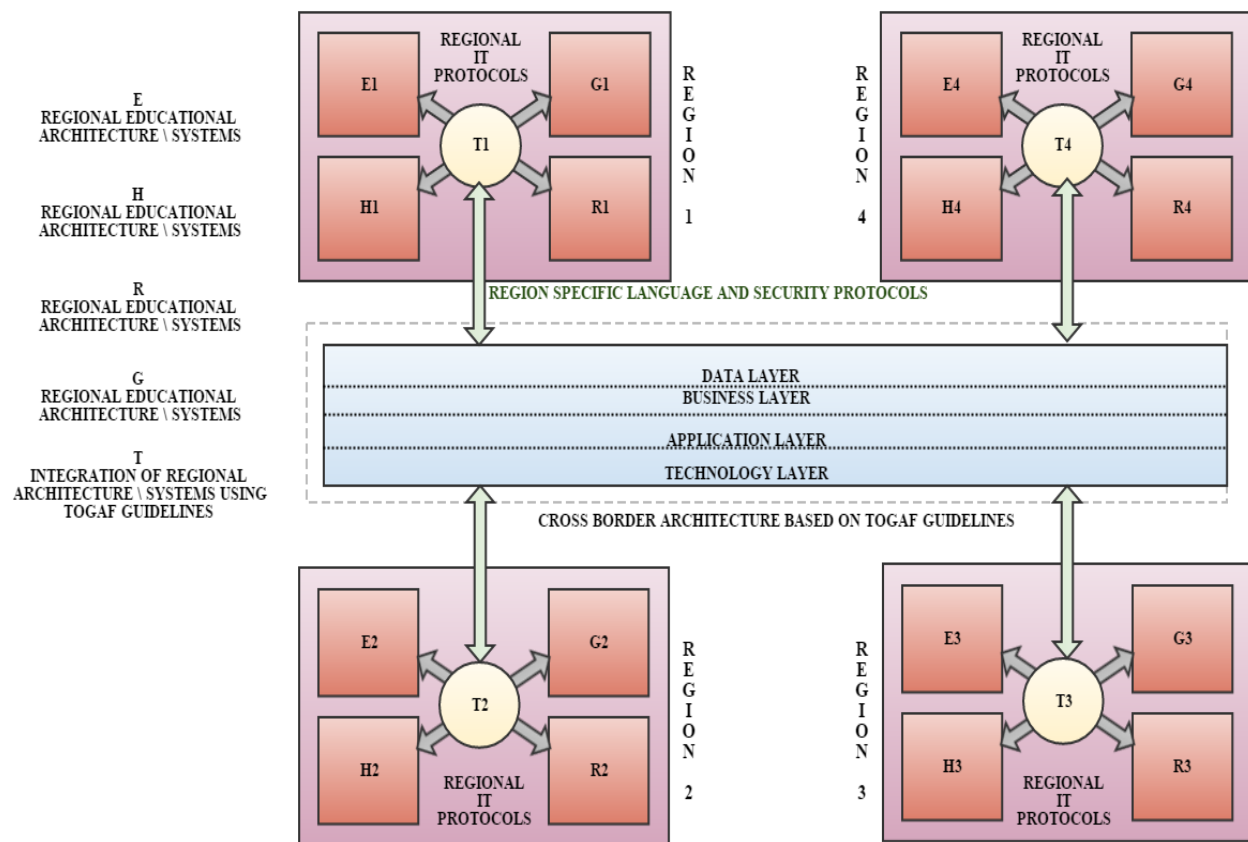 E
REGIONAL EDUCATIONAL
ARCHITECTURE \ SYSTEMS
H
REGIONAL EDUCATIONAL
ARCHITECTURE \ SYSTEMS
R
REGIONAL EDUCATIONAL
ARCHITECTURE \ SYSTEMS
G
REGIONAL EDUCATIONAL
ARCHITECTURE \ SYSTEMS
T
INTEGRATION OF REGIONAL
ARCHITECTURE \ SYSTEMS USING
TOGAF GUIDELINES
REGIONAL
IT
PROTOCOLS
E1
G1
T1
H1
R1
REGION 1
REGION 4
REGIONAL
IT
PROTOCOLS
E4
G4
T4
H4
R4
REGION SPECIFIC LANGUAGE AND SECURITY PROTOCOLS
DATA LAYER
BUSINESS LAYER
APPLICATION LAYER
TECHNOLOGY LAYER
CROSS BORDER ARCHITECTURE BASED ON TOGAF GUIDELINES
E2
G2
T2
H2
R2
REGIONAL
IT
PROTOCOLS
REGION 2
REGION 3
E3
G3
T3
H3
R3
REGIONAL
IT
PROTOCOLS